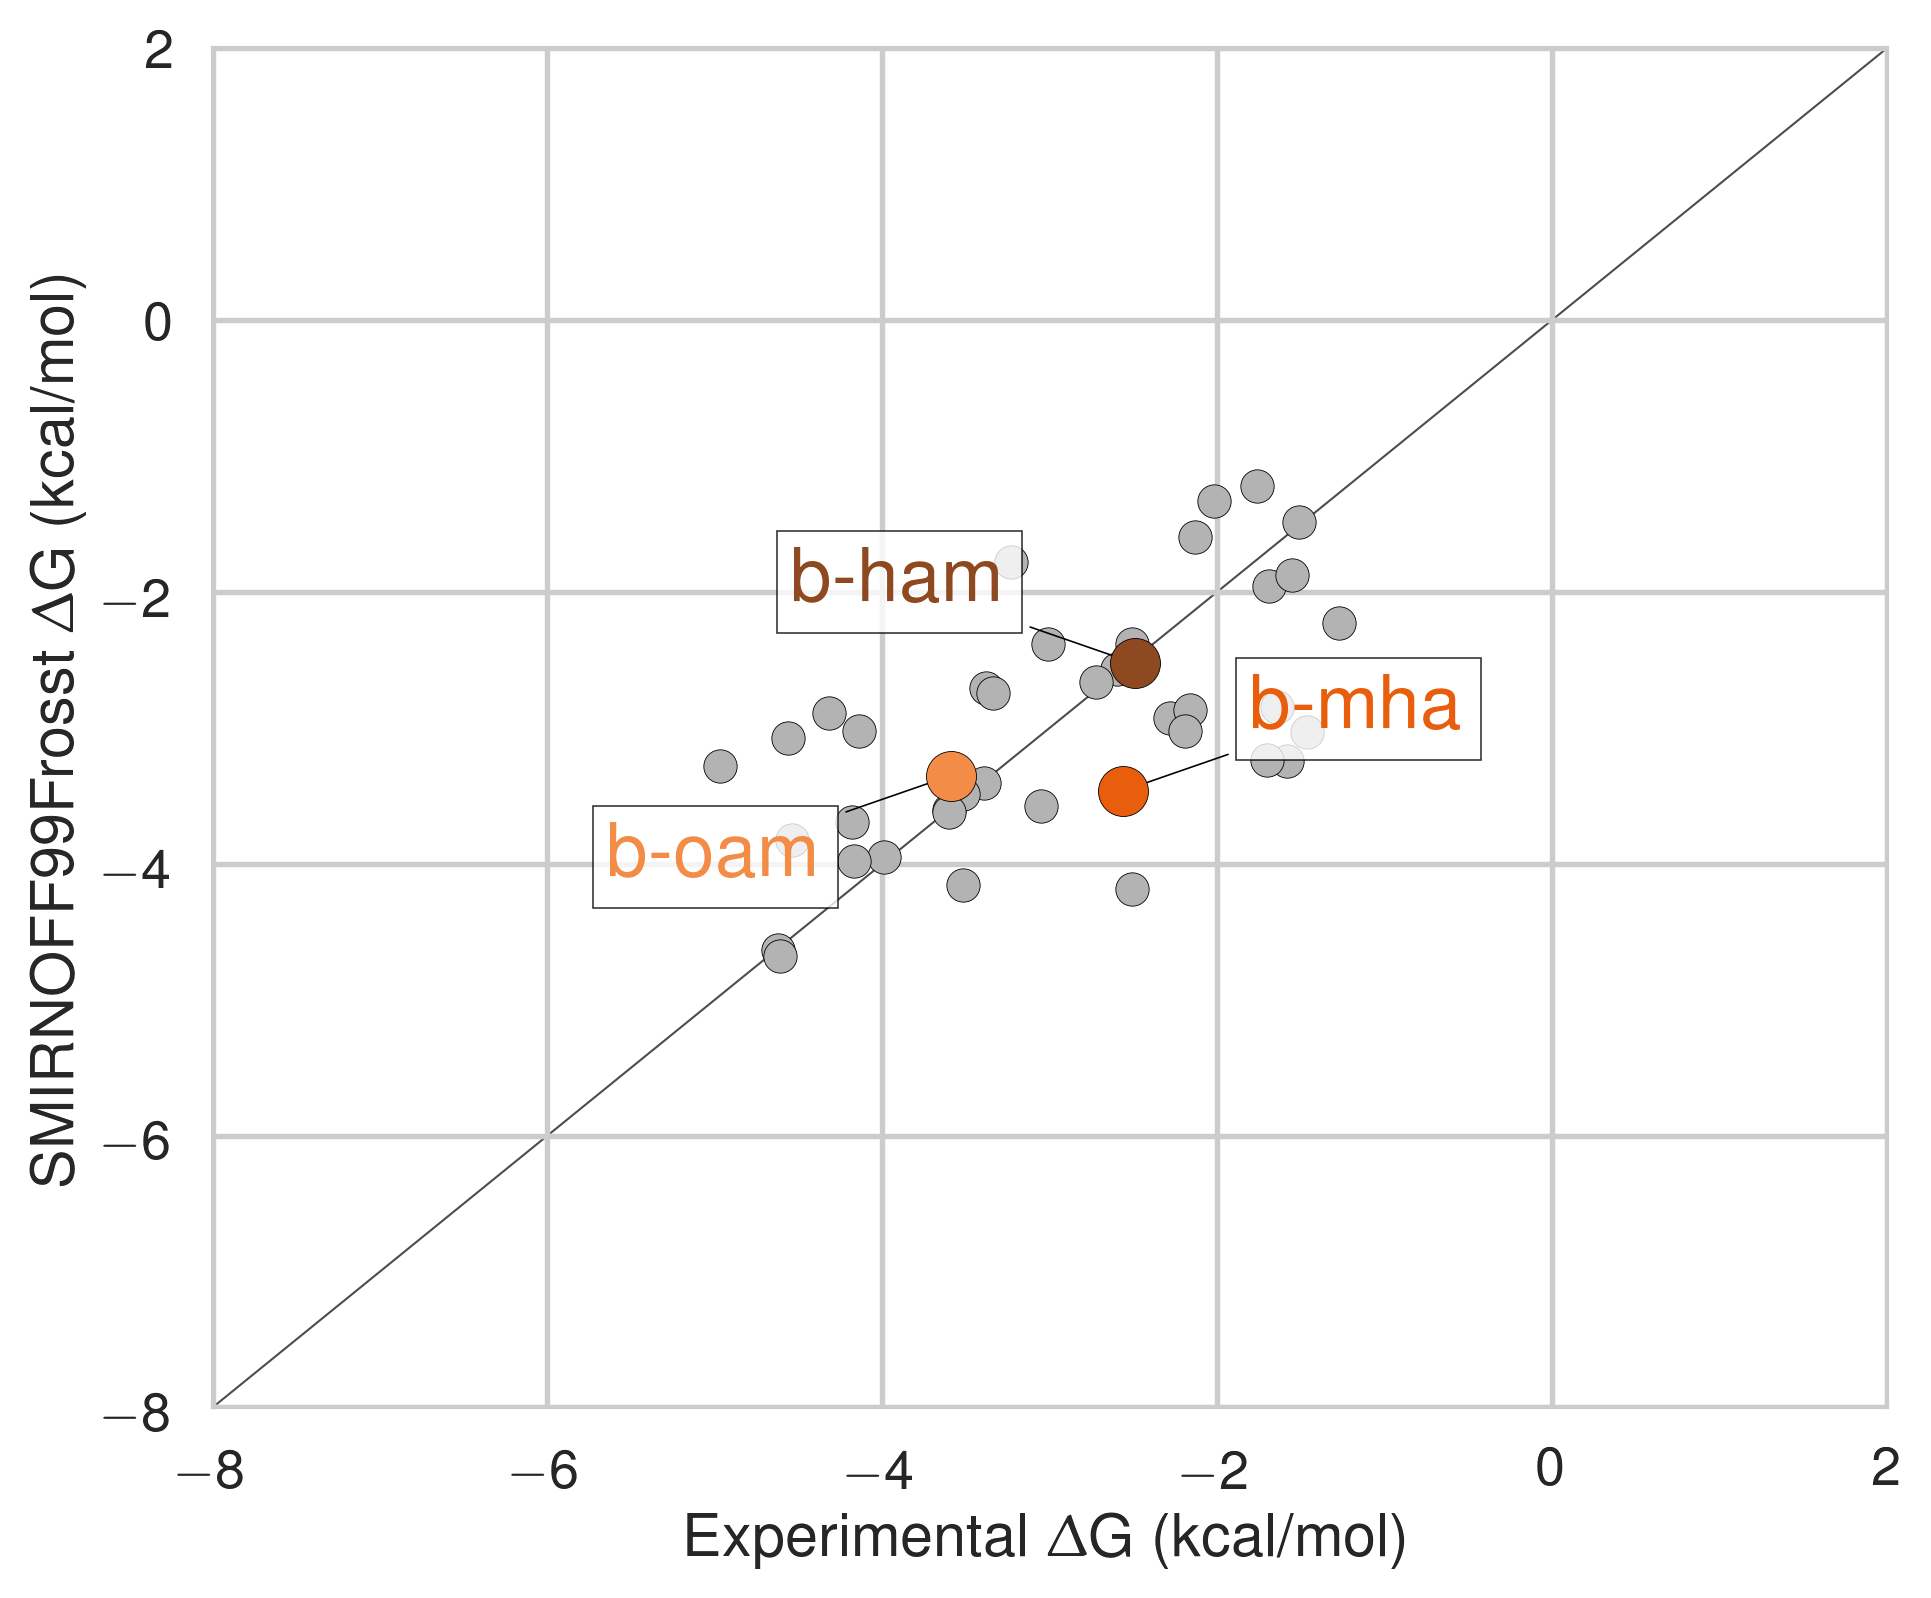 SMIRNOFF99Frosst ΔG (kcal/mol)
2
0
−2
−4
−6
−8
b-ham
b-mha
b-oam
−8
−6
−4
−2
0
2
Experimental ΔG (kcal/mol)